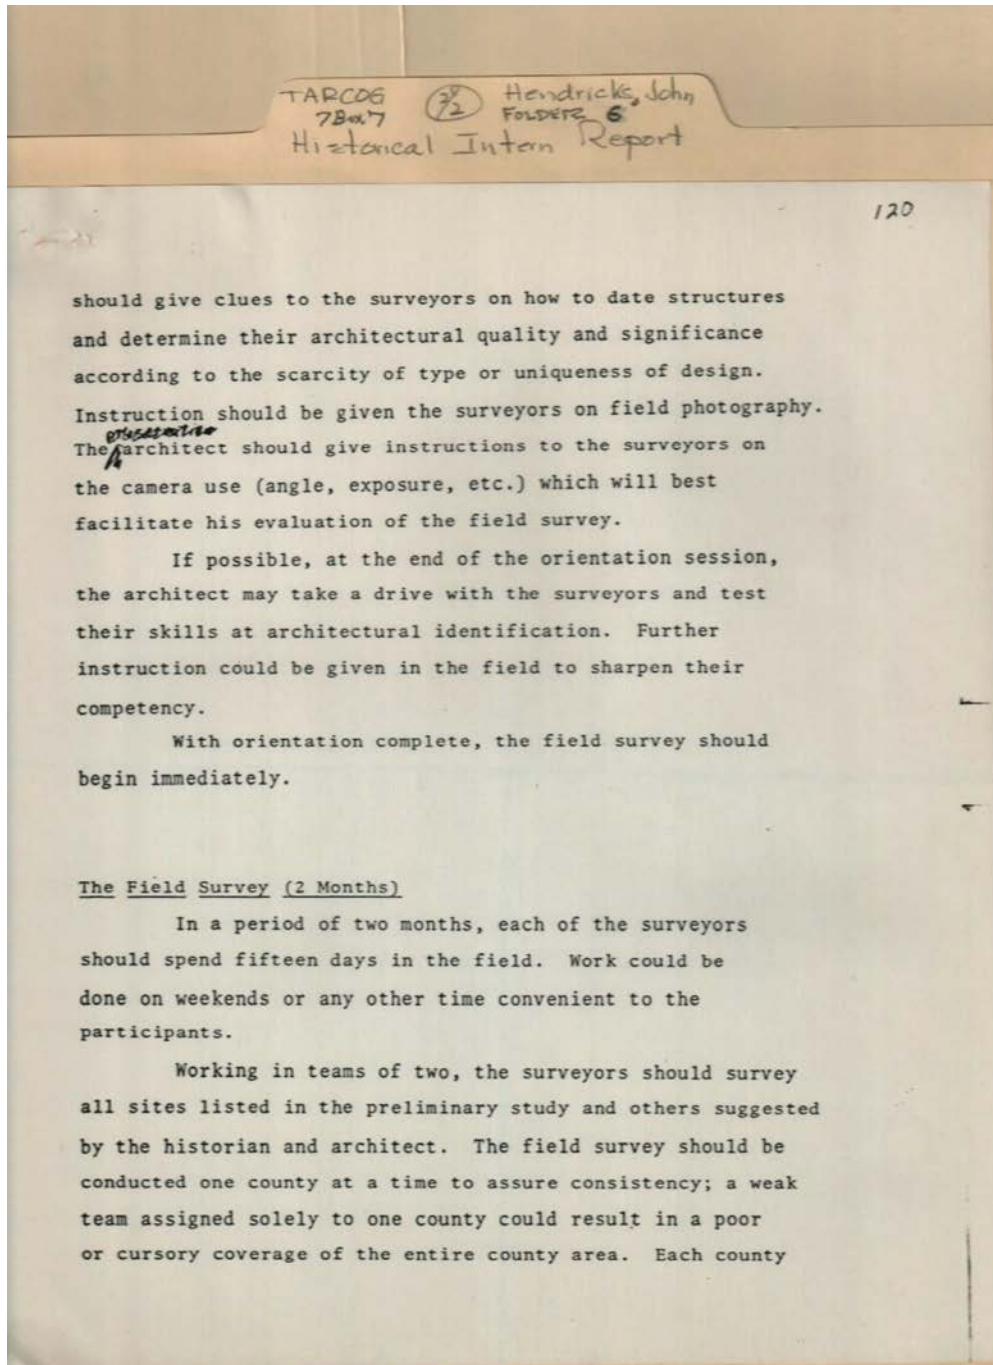 TARCOG
7Box7
Hendricks, John
FOLDER 6
Historical Intern Report
120
should give clues to the surveyors on how to date structures
and determine their architectural quality and significance
according to the scarcity of type or uniqueness of design.
Instruction should be given the surveyors on field photography.
The architect should give instructions to the surveyors on
the camera use (angle, exposure, etc.) which will best
facilitate his evaluation of the field survey.
If possible, at the end of the orientation session,
the architect may take a drive with the surveyors and test
their skills at architectural identification. Further
instruction could be given in the field to sharpen their
competency.
With orientation complete, the field survey should
begin immediately.
The Field Survey (2 Months)
In a period of two months, each of the surveyors
should spend fifteen days in the field. Work could be
done on weekends or any other time convenient to the
participants.
Working in teams of two, the surveyors should survey
all sites listed in the preliminary study and others suggested
by the historian and architect. The field survey should be
conducted one county at a time to assure consistency; a weak
team assigned solely to one county could result in a poor
or cursory coverage of the entire county area. Each county